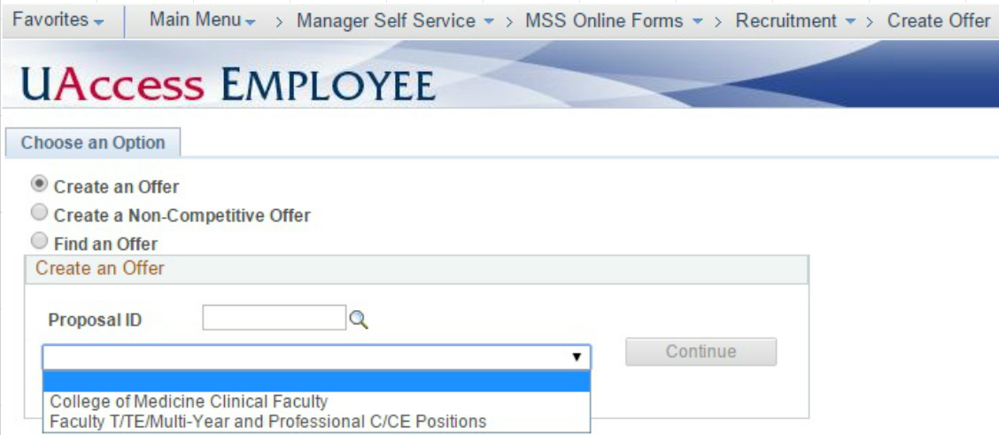 Favorites Main Menu > Manager Self Service > MSS Online Forms > Recruitment > Create Offer
UAccess EMPLOYEE
Choose an Option
Create an Offer
Create a Non-Competitive Offer
Find an Offer
Create an Offer
Proposal ID
Continue
College of Medicine Clinical Faculty
Faculty T/TE/Multi-Year and Professional C/CE Positions